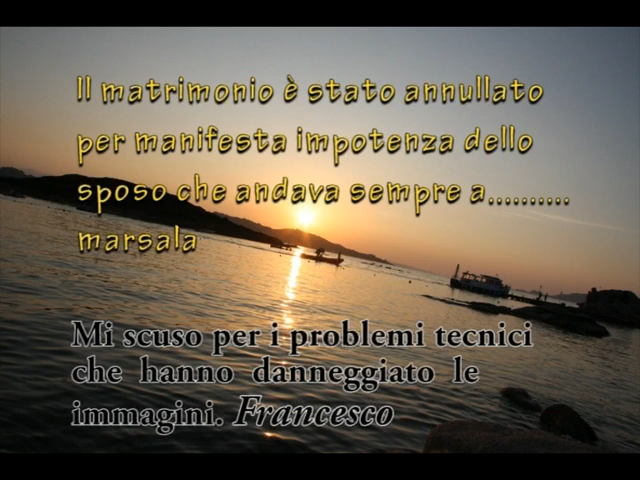 Il matrimonio è stato annullato
per manifesta impotenza dello
sposo che andava sempre a..........
marsala
Mi scuso per i problemi tecnici
che hanno danneggiato le
immagini. Francesco